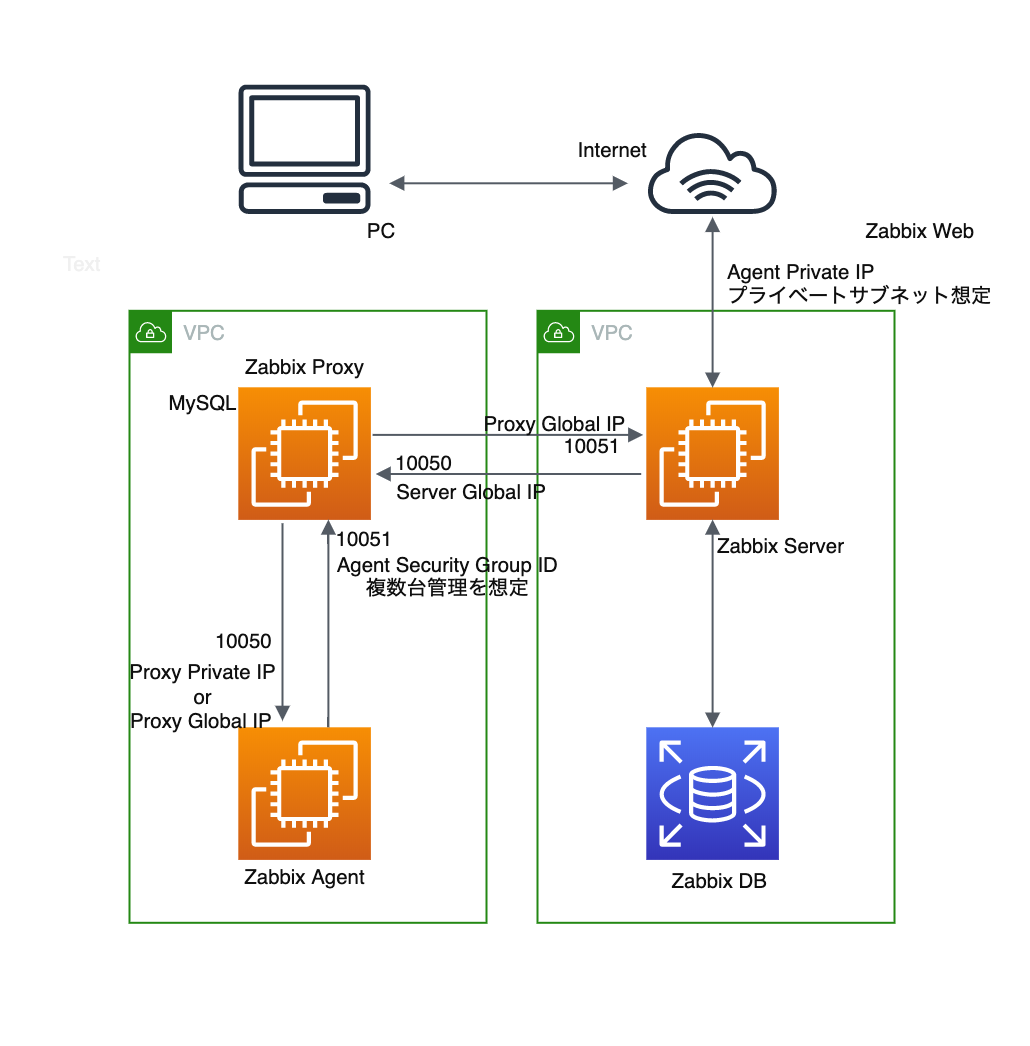 Internet
PC
Zabbix Web
Text
Agent Private IP
プライベートサブネット想定
VPC
VPC
Zabbix Proxy
MySQL
Proxy Global IP
10051
10050
Server Global IP
10051
Zabbix Server
Agent Security Group ID
複数台管理を想定
10050
Proxy Private IP
or
Proxy Global IP
Zabbix Agent
Zabbix DB